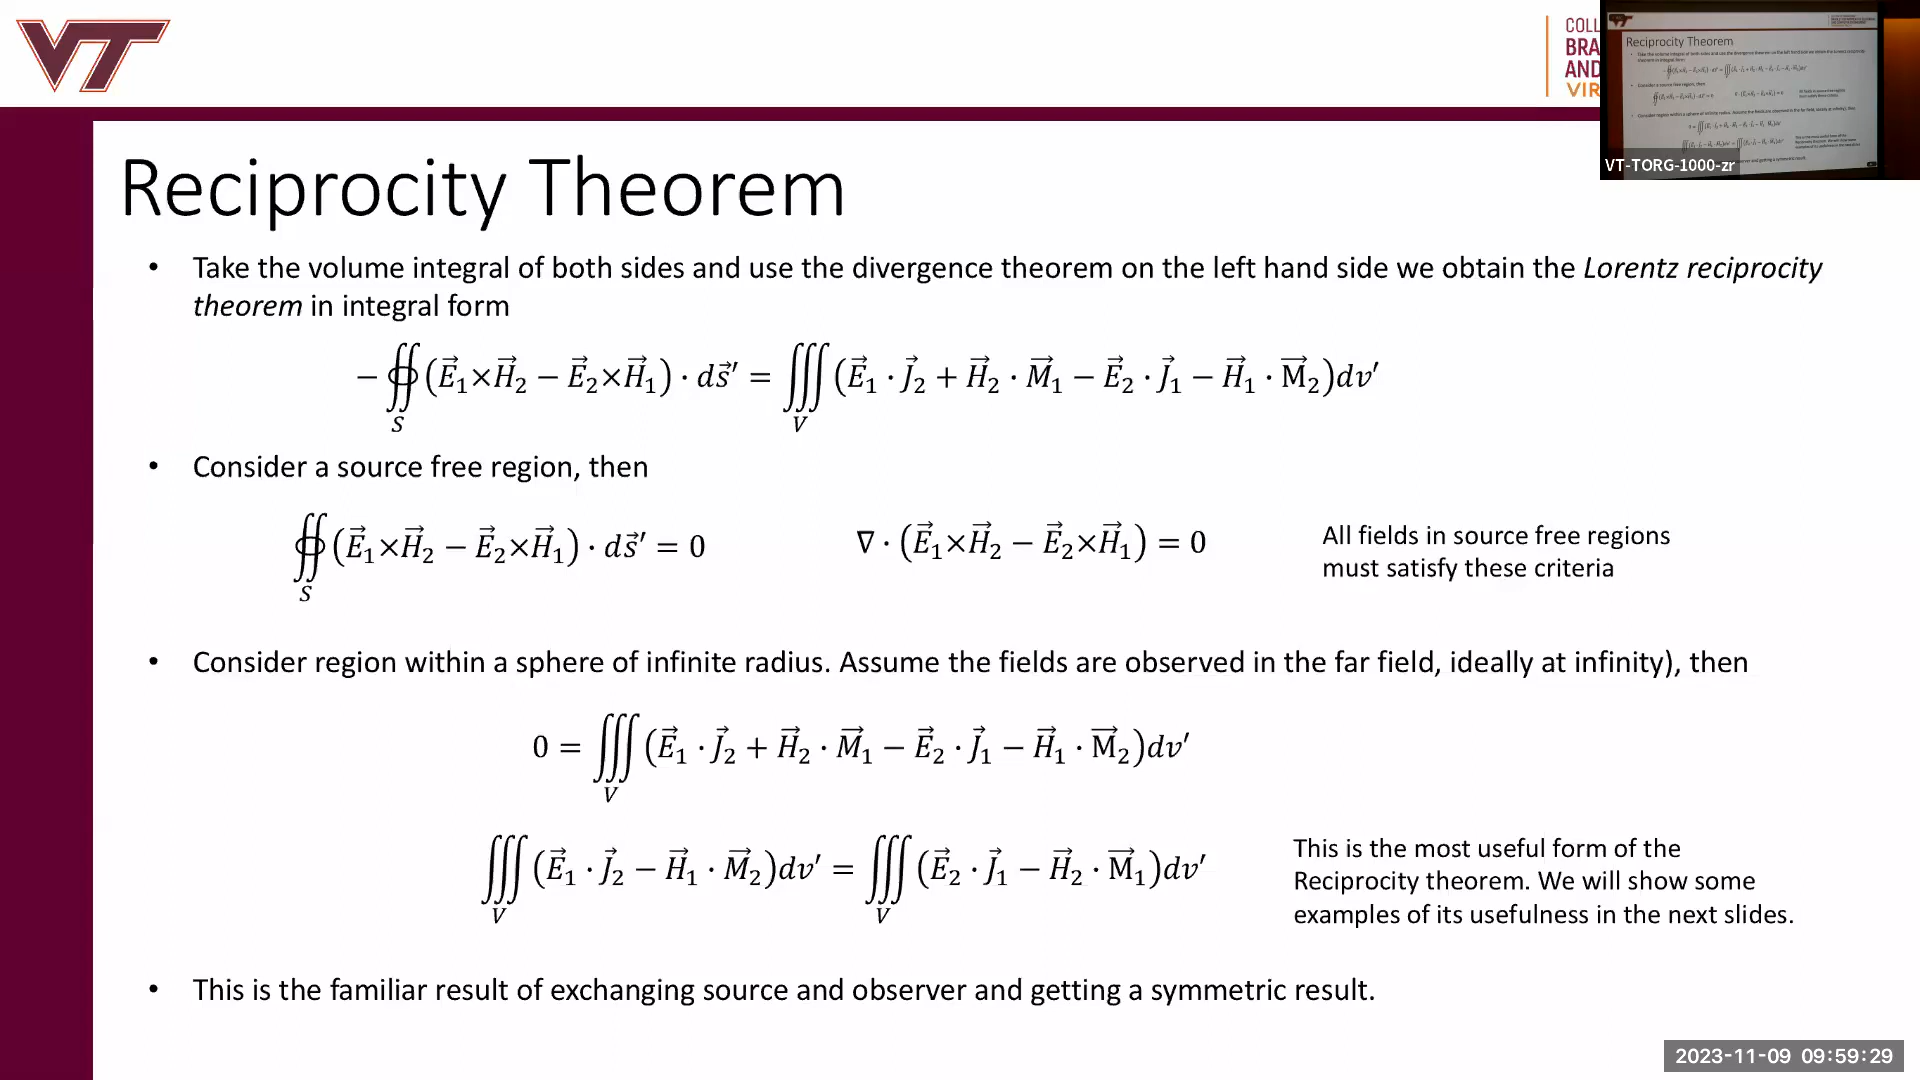 VT
COLL
BRA
AND
VIR
Reciprocity Theorem
VT-TORG-1000-zr
Reciprocity Theorem
• Take the volume integral of both sides and use the divergence theorem on the left hand side we obtain the Lorentz reciprocity
theorem in integral form
−∯_S (E⃗₁×H⃗₂ − E⃗₂×H⃗₁) · ds⃗′ = ∭_V (E⃗₁ · J⃗₂ + H⃗₂ · M⃗₁ − E⃗₂ · J⃗₁ − H⃗₁ · M⃗₂)dv′
• Consider a source free region, then
∯_S (E⃗₁×H⃗₂ − E⃗₂×H⃗₁) · ds⃗′ = 0
∇ · (E⃗₁×H⃗₂ − E⃗₂×H⃗₁) = 0
All fields in source free regions
must satisfy these criteria
• Consider region within a sphere of infinite radius. Assume the fields are observed in the far field, ideally at infinity), then
0 = ∭_V (E⃗₁ · J⃗₂ + H⃗₂ · M⃗₁ − E⃗₂ · J⃗₁ − H⃗₁ · M⃗₂)dv′
∭_V (E⃗₁ · J⃗₂ − H⃗₁ · M⃗₂)dv′ = ∭_V (E⃗₂ · J⃗₁ − H⃗₂ · M⃗₁)dv′
This is the most useful form of the
Reciprocity theorem. We will show some
examples of its usefulness in the next slides.
• This is the familiar result of exchanging source and observer and getting a symmetric result.
2023-11-09 09:59:29